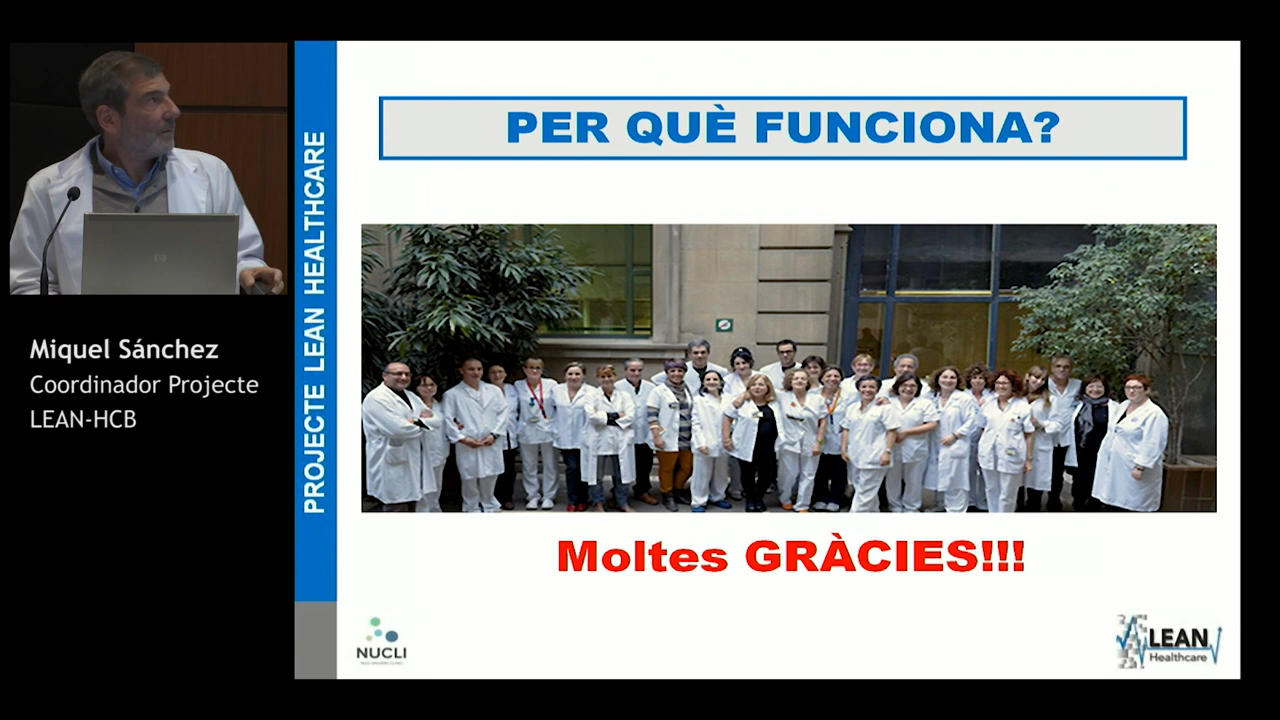 PER QUÈ FUNCIONA?
PROJECTE LEAN HEALTHCARE
Miquel Sánchez
Coordinador Projecte
LEAN-HCB
Moltes GRÀCIES!!!
NUCLI
LEAN
Healthcare